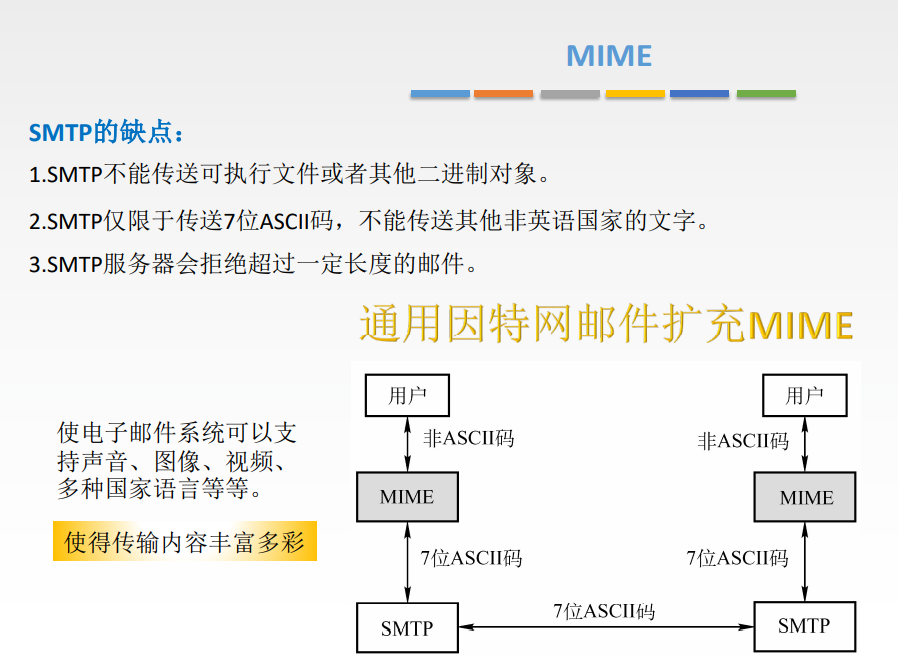 MIME
SMTP的缺点：
1.SMTP不能传送可执行文件或者其他二进制对象。
2.SMTP仅限于传送7位ASCII码，不能传送其他非英语国家的文字。
3.SMTP服务器会拒绝超过一定长度的邮件。
通用因特网邮件扩充MIME
使电子邮件系统可以支
持声音、图像、视频、
多种国家语言等等。
使得传输内容丰富多彩
用户
用户
非ASCII码
非ASCII码
MIME
MIME
7位ASCII码
7位ASCII码
7位ASCII码
SMTP
SMTP